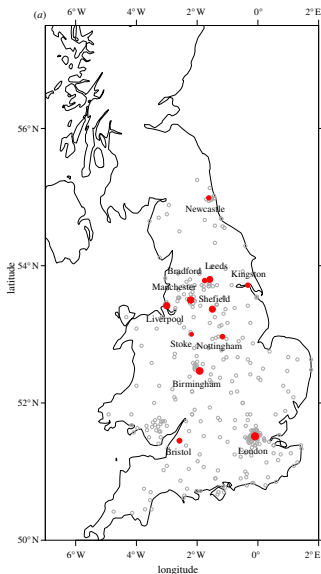 (a)
6°W 4°W 2°W 0° 2°E
56°N
Newcastle
54°N
Bradford Leeds Kingston
Manchester
Shefield
Liverpool
Stoke Nottingham
Birmingham
52°N
London
Bristol
50°N
6°W 4°W 2°W 0° 2°E
latitude
longitude